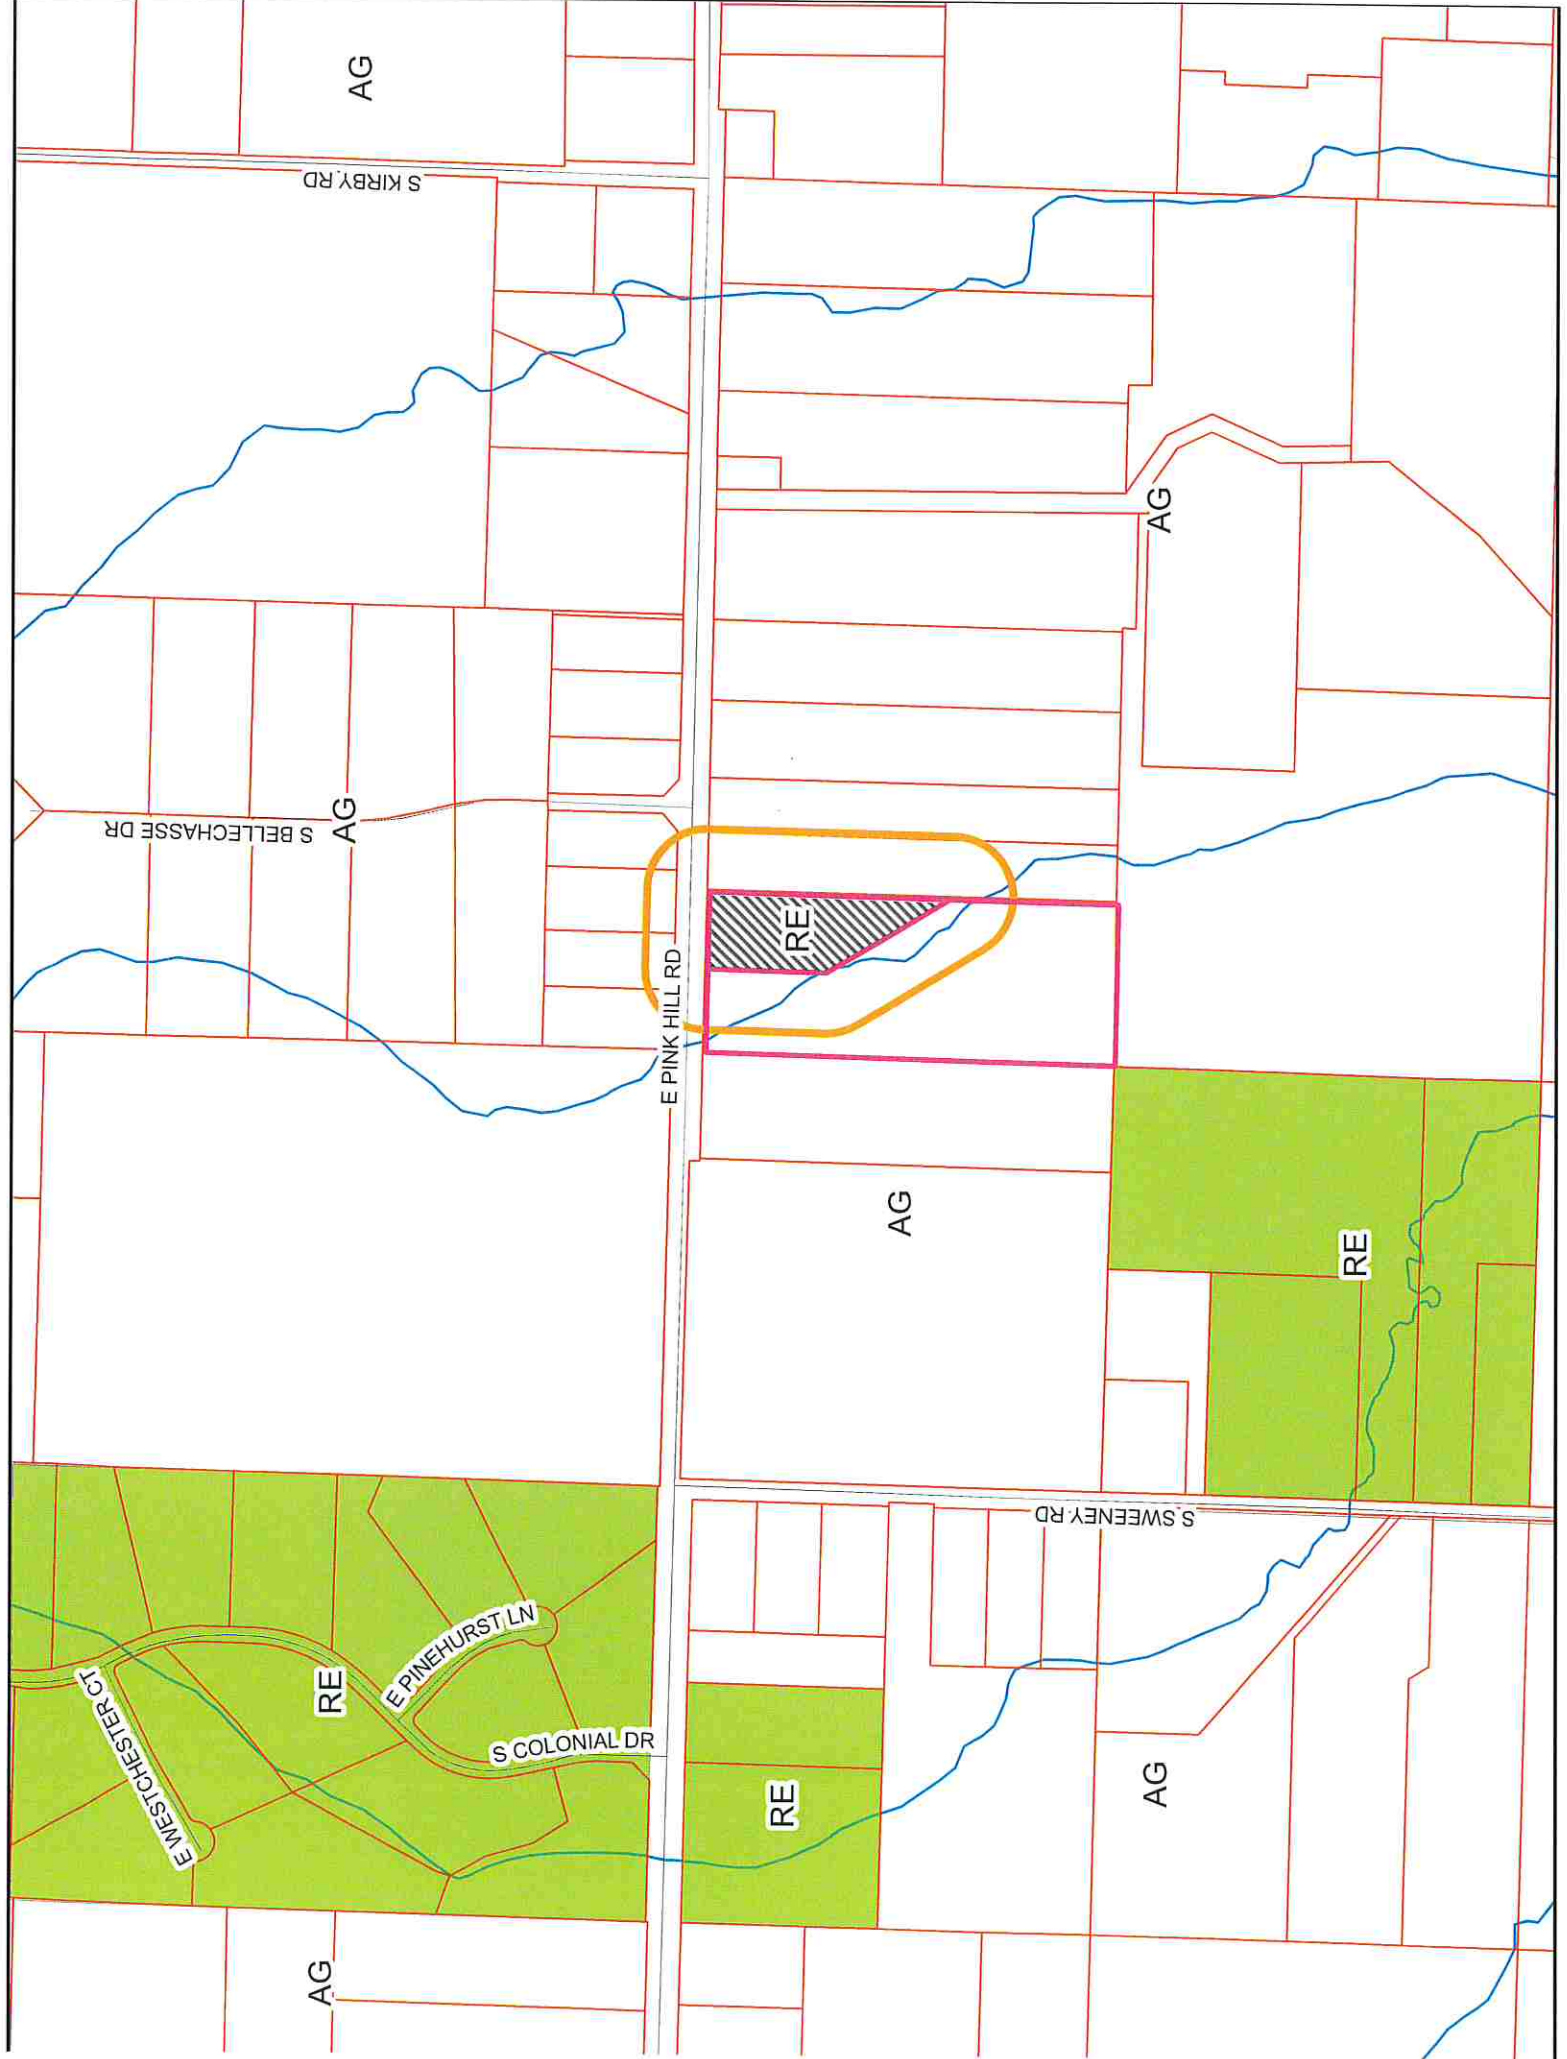 AG
S KIRBY RD
AG
S BELLECHASSE DR
AG
RE
E PINK HILL RD
AG
RE
S SWEENEY RD
E PINEHURST LN
RE
E WESTCHESTER CT
S COLONIAL DR
RE
AG
AG